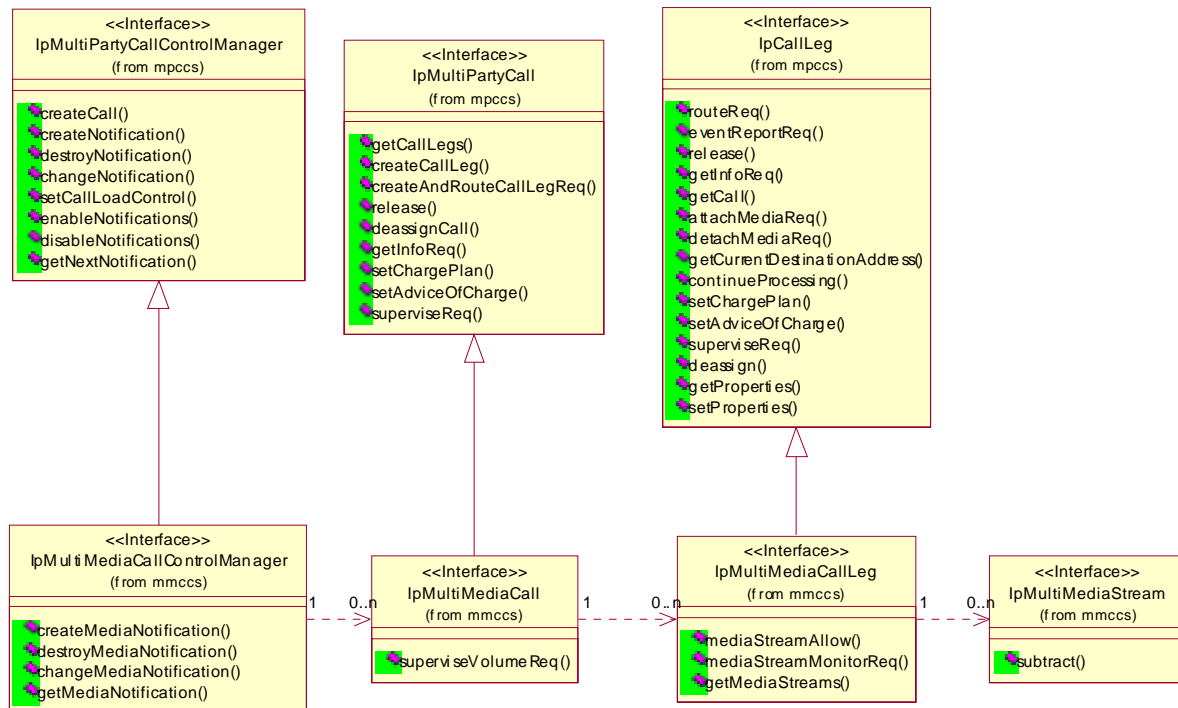 <<Interface>>
IpMultiPartyCallControlManager
(from mpccs)
createCall()
createNotification()
destroyNotification()
changeNotification()
setCallLoadControl()
enableNotifications()
disableNotifications()
getNextNotification()
<<Interface>>
IpMultiPartyCall
(from mpccs)
getCallLegs()
createCallLeg()
createAndRouteCallLegReq()
release()
deassignCall()
getInfoReq()
setChargePlan()
setAdviceOfCharge()
superviseReq()
<<Interface>>
IpCallLeg
(from mpccs)
routeReq()
eventReportReq()
release()
getInfoReq()
getCall()
attachMediaReq()
detachMediaReq()
getCurrentDestinationAddress()
continueProcessing()
setChargePlan()
setAdviceOfCharge()
superviseReq()
deassign()
getProperties()
setProperties()
<<Interface>>
IpMultiMediaCallControlManager
(from mmccs)
createMediaNotification()
destroyMediaNotification()
changeMediaNotification()
getMediaNotification()
1
0..n
<<Interface>>
IpMultiMediaCall
(from mmccs)
superviseVolumeReq()
1
0..n
<<Interface>>
IpMultiMediaCallLeg
(from mmccs)
mediaStreamAllow()
mediaStreamMonitorReq()
getMediaStreams()
1
0..n
<<Interface>>
IpMultiMediaStream
(from mmccs)
subtract()